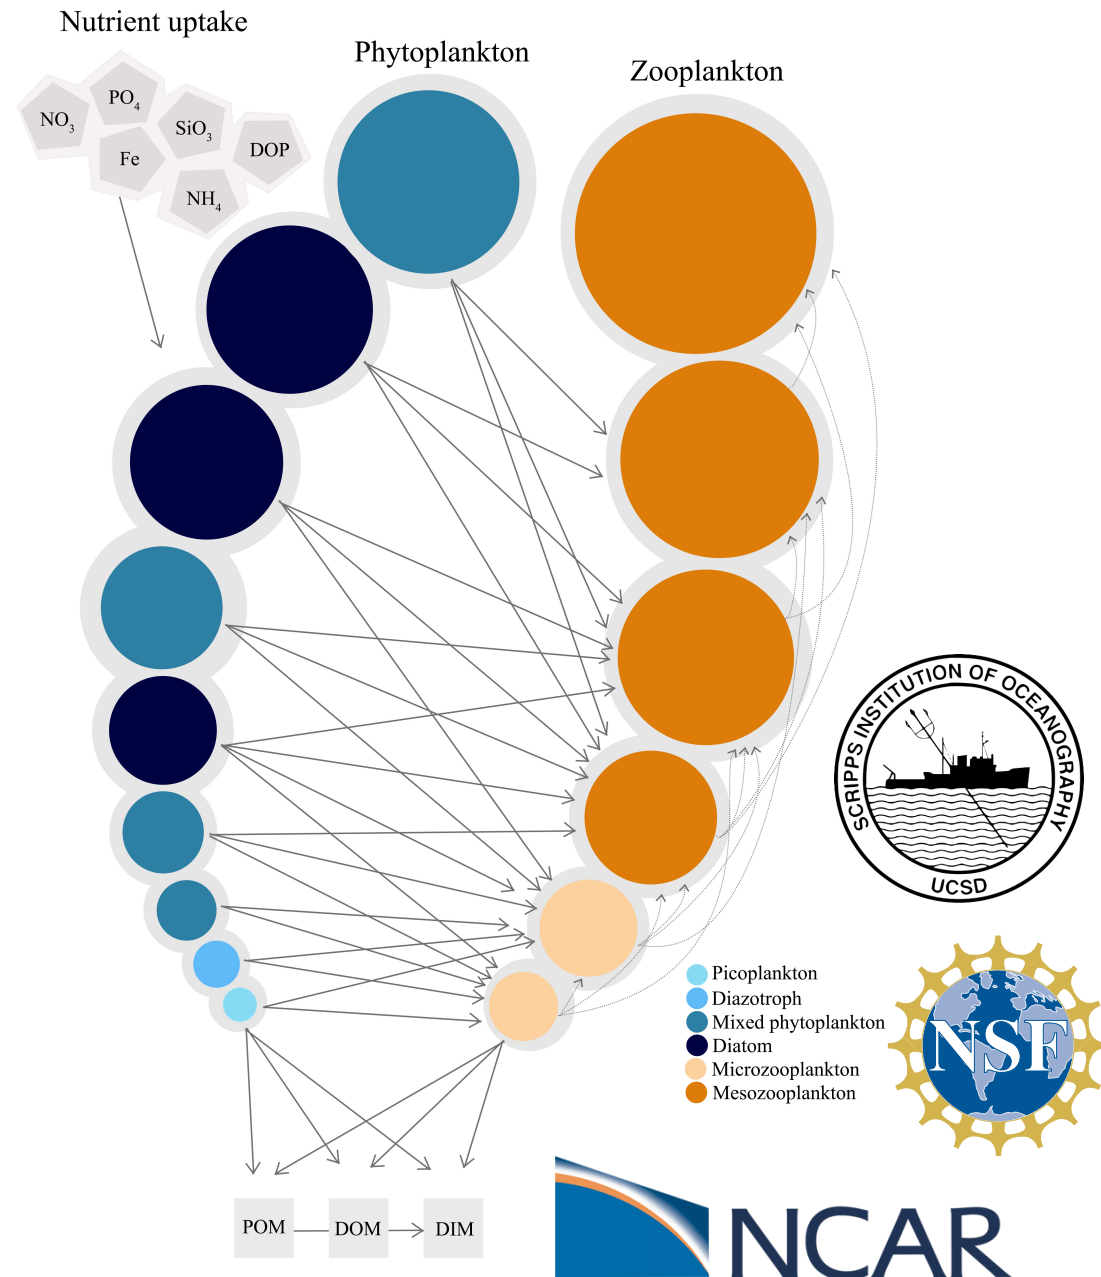 Nutrient uptake
Phytoplankton
Zooplankton
NO₃
PO₄
SiO₃
Fe
DOP
NH₄
SCRIPPS INSTITUTION OF OCEANOGRAPHY
UCSD
Picoplankton
Diazotroph
Mixed phytoplankton
Diatom
Microzooplankton
Mesozooplankton
NSF
POM
DOM
DIM
NCAR